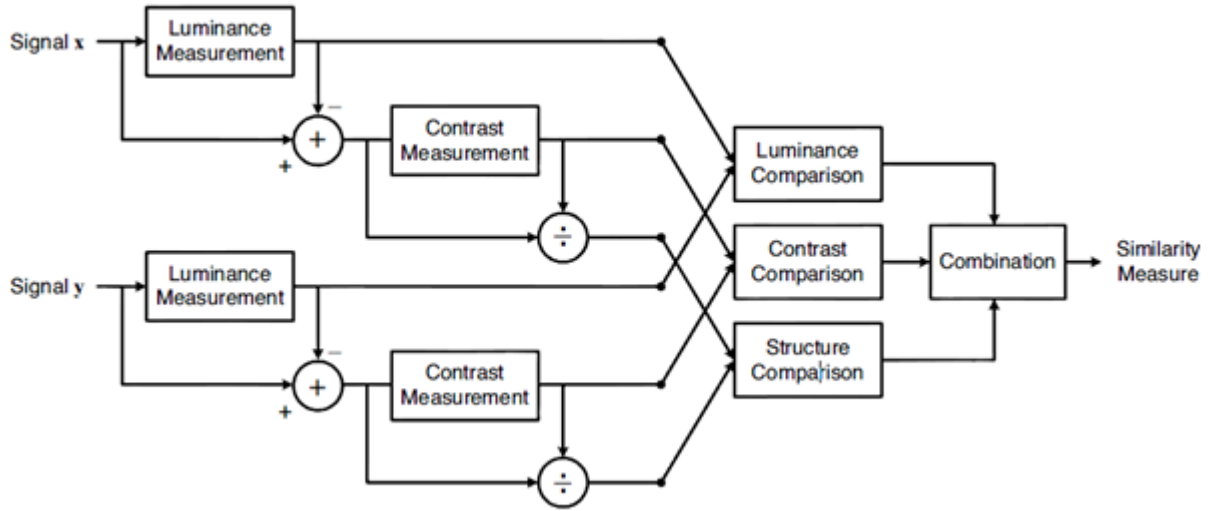 Signal x
Luminance
Measurement
−
+
+
Contrast
Measurement
÷
Signal y
Luminance
Measurement
−
+
+
Contrast
Measurement
÷
Luminance
Comparison
Contrast
Comparison
Structure
Comparison
Combination
Similarity
Measure